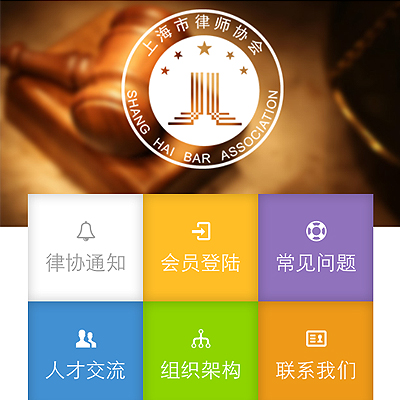 上海市律师协会
SHANG HAI BAR ASSOCIATION
律协通知
会员登陆
常见问题
人才交流
组织架构
联系我们